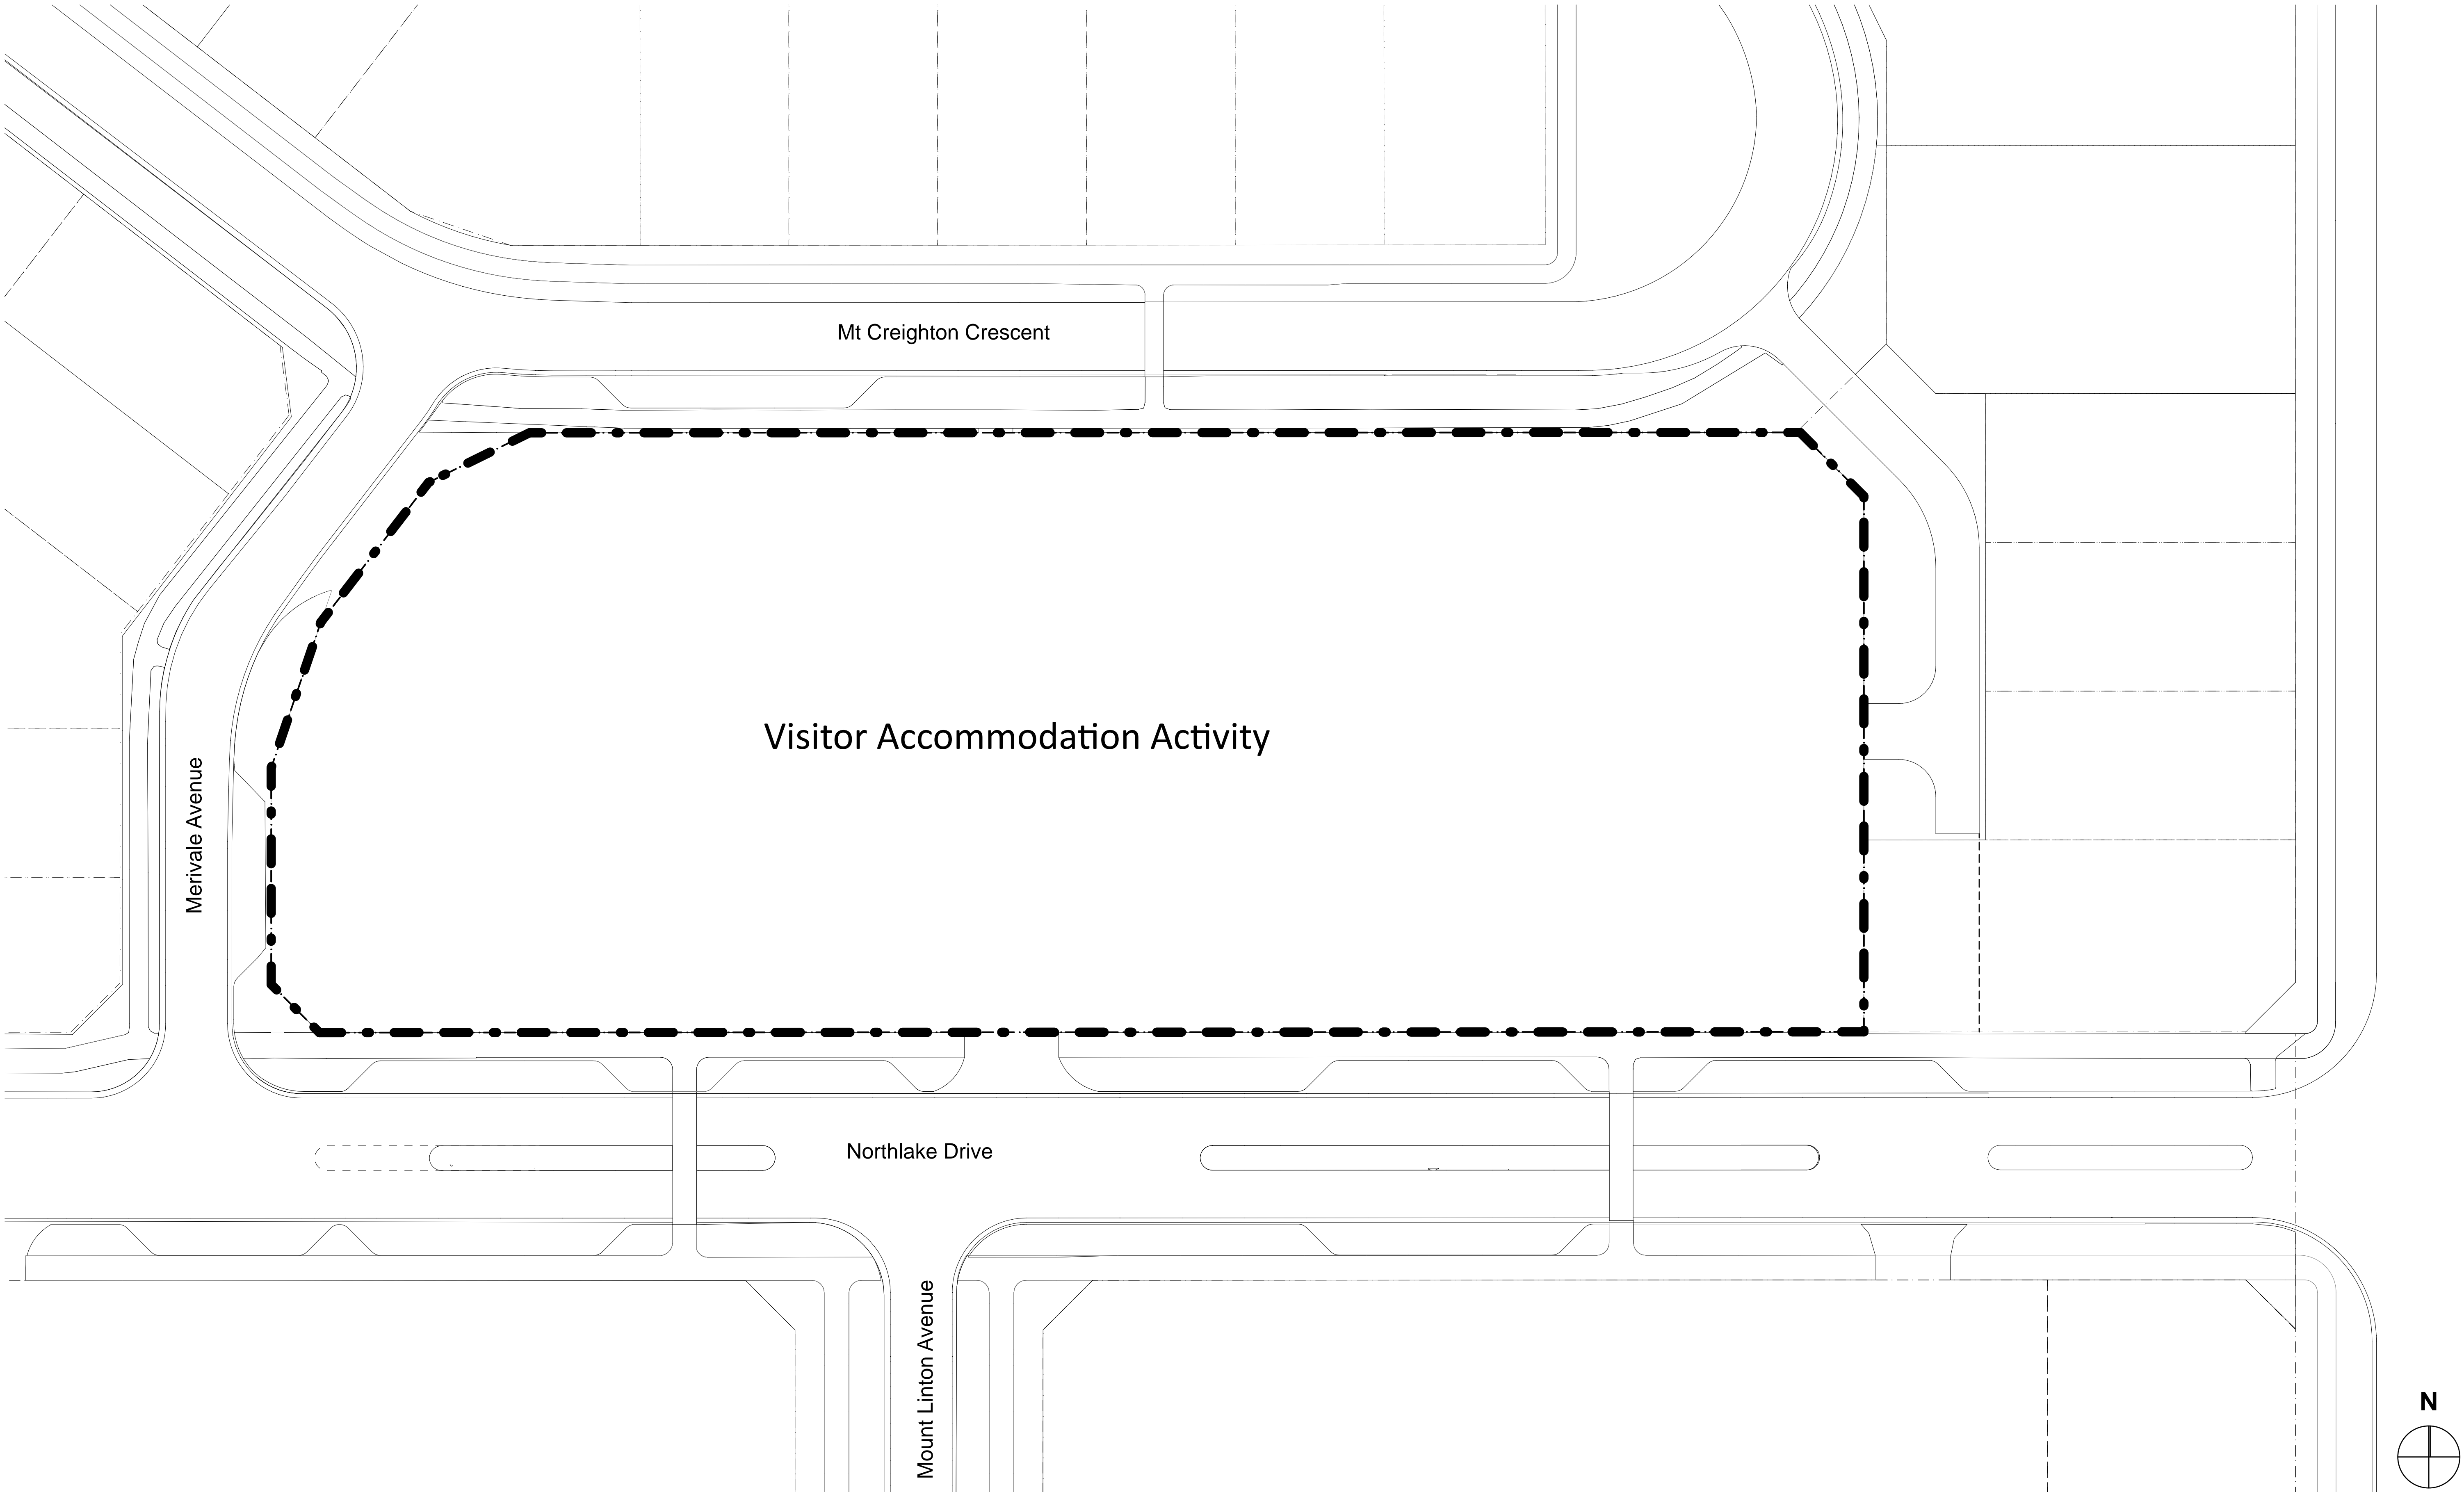 Mt Creighton Crescent
Visitor Accommodation Activity
Merivale Avenue
Northlake Drive
Mount Linton Avenue
N